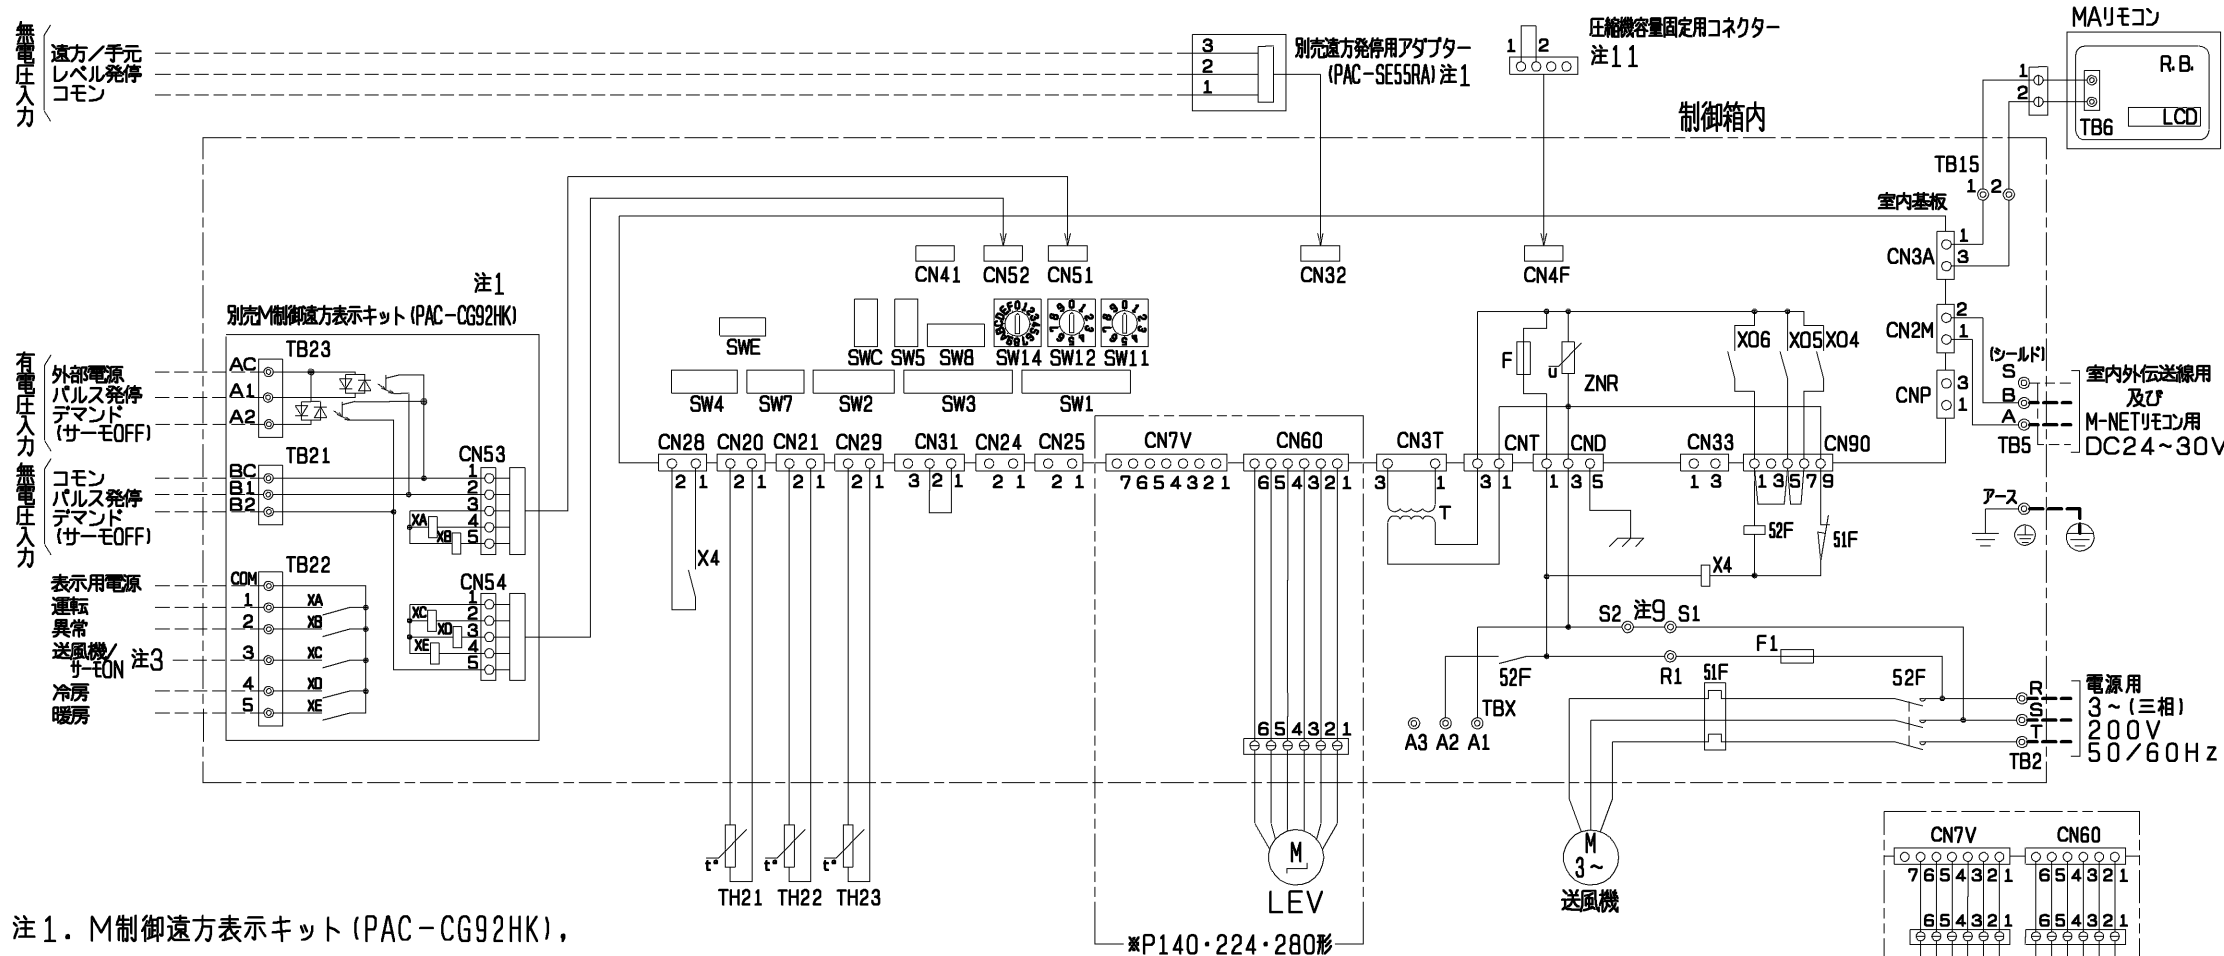 無電圧入力
遠方／手元
レベル発停
コモン
3
2
1
別売遠方発停用アダプター
(PAC-SE55RA)注1
1 2
圧縮機容量固定用コネクター
注11
MAリモコン
R.B.
LCD
TB6
1
2
制御箱内
TB15
1 2
室内基板
CN3A
1
3
CN2M
2
1
CNP
3
1
CN41 CN52 CN51 CN32 CN4F
注1
別売M制御遠方表示キット(PAC-CG92HK)
有電圧入力
外部電源
パルス発停
デマンド
(サーモOFF)
AC
A1
A2
TB23
無電圧入力
コモン
パルス発停
デマンド
(サーモOFF)
BC
B1
B2
TB21
CN53
1
2
3
4
5
XA
XB
表示用電源
運転
異常
送風機/
サーモON 注3
冷房
暖房
COM
1
2
3
4
5
TB22
XA
XB
XC
XD
XE
CN54
1
2
3
4
5
XC
XD
XE
SWE SWC SW5 SW8 SW14 SW12 SW11
SW4 SW7 SW2 SW3 SW1
F
u
ZNR
X06 X05 X04
(シールド)
S
B
A
TB5
室内外伝送線用
及び
M-NETリモコン用
DC24~30V
アース
CN28 CN20 CN21 CN29 CN31 CN24 CN25 CN7V CN60 CN3T CNT CND CN33 CN90
2 1 2 1 2 1 2 1 3 2 1 2 1 2 1 7 6 5 4 3 2 1 6 5 4 3 2 1 3 1 3 1 1 3 5 1 3 1 3 5 7 9
X4
T
52F
51F
X4
S2 注9 S1
52F
R1
F1
51F
52F
TBX
A3 A2 A1
R
S
T
TB2
電源用
3~(三相)
200V
50/60Hz
6 5 4 3 2 1
t°
t°
t°
TH21 TH22 TH23
M
LEV
※P140・224・280形
M
3~
送風機
CN7V CN60
7 6 5 4 3 2 1 6 5 4 3 2 1
6 5 4 3 2 1 6 5 4 3 2 1
注1. M制御遠方表示キット(PAC-CG92HK),